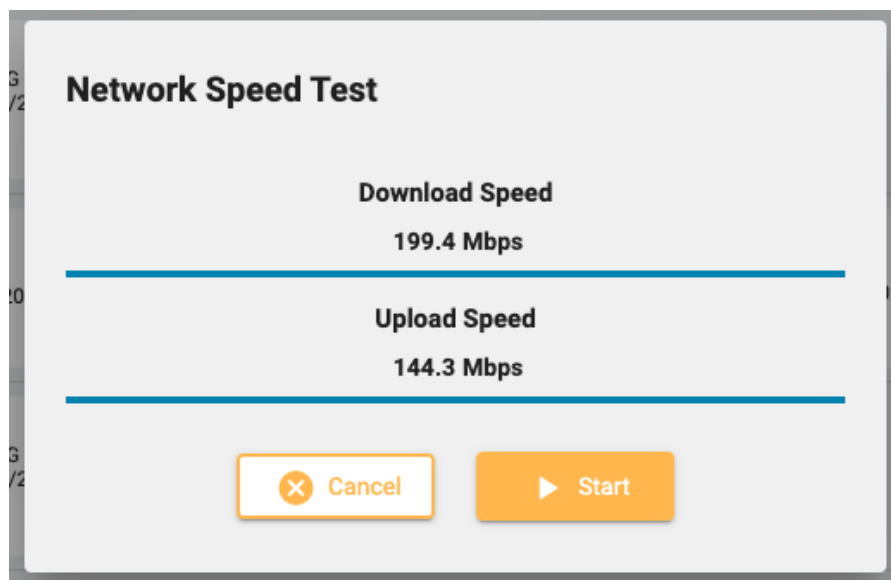 Network Speed Test
Download Speed
199.4 Mbps
Upload Speed
144.3 Mbps
Cancel
Start